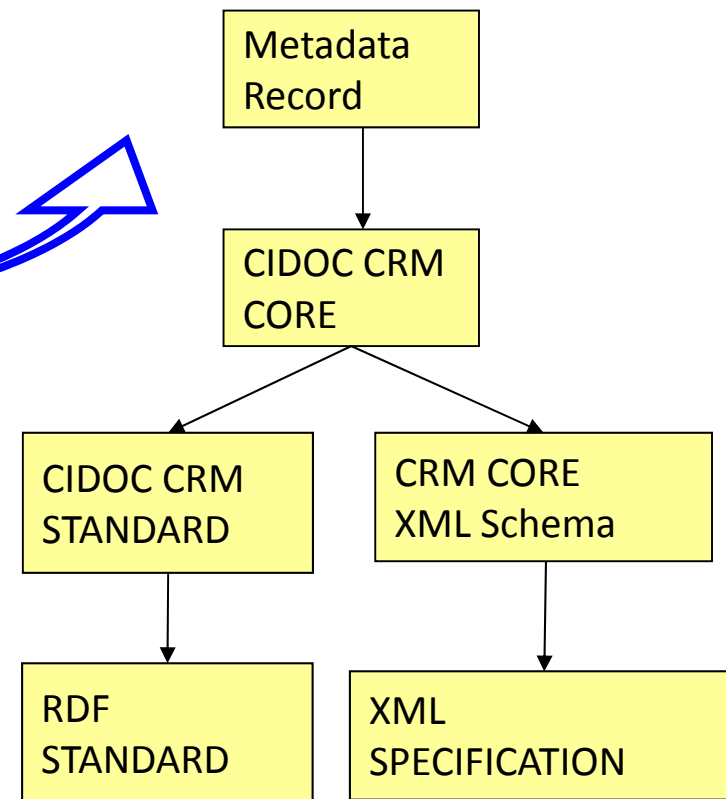 Metadata
Record
CIDOC CRM
CORE
CIDOC CRM
STANDARD
CRM CORE
XML Schema
RDF
STANDARD
XML
SPECIFICATION